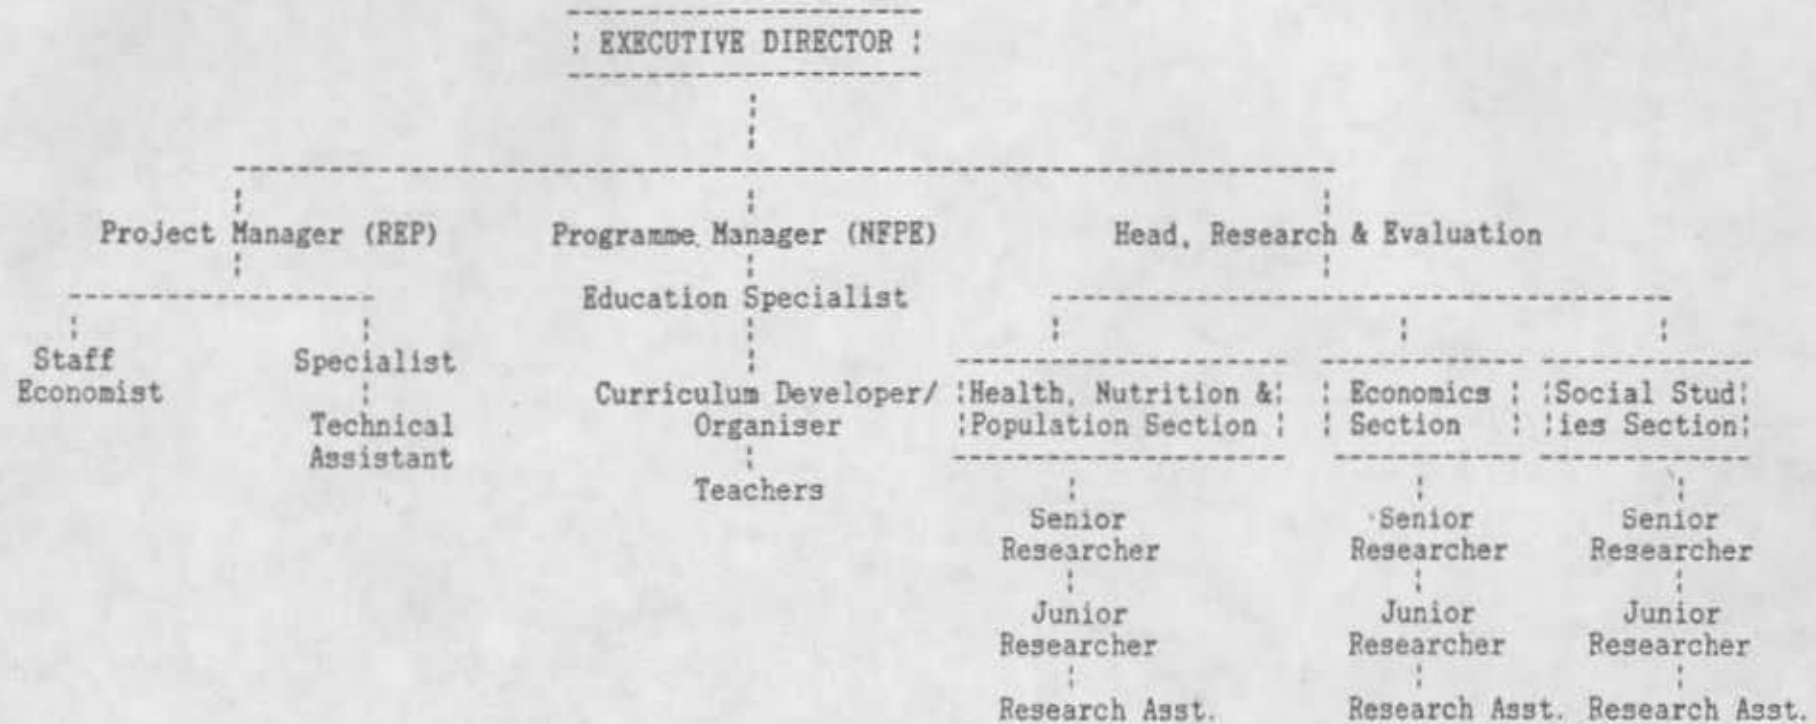 EXECUTIVE DIRECTOR
Project Manager (REP)
Programme Manager (NFPE)
Head, Research & Evaluation
Staff
Economist
Specialist
Technical
Assistant
Education Specialist
Curriculum Developer/
Organiser
Teachers
Health, Nutrition &
Population Section
Economics
Section
Social Stud
ies Section
Senior
Researcher
Junior
Researcher
Research Asst.
Senior
Researcher
Junior
Researcher
Research Asst.
Senior
Researcher
Junior
Researcher
Research Asst.